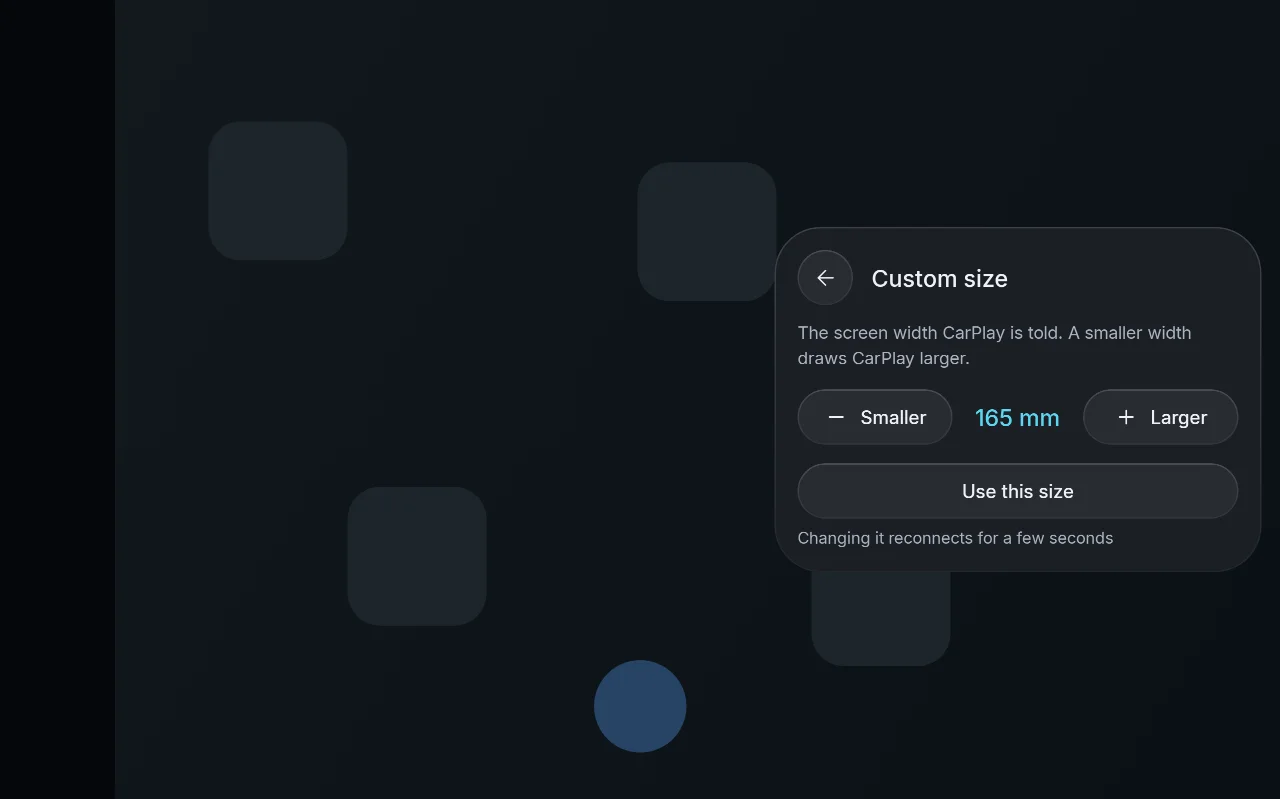 Custom size
The screen width CarPlay is told. A smaller width
draws CarPlay larger.
− Smaller
165 mm
+ Larger
Use this size
Changing it reconnects for a few seconds